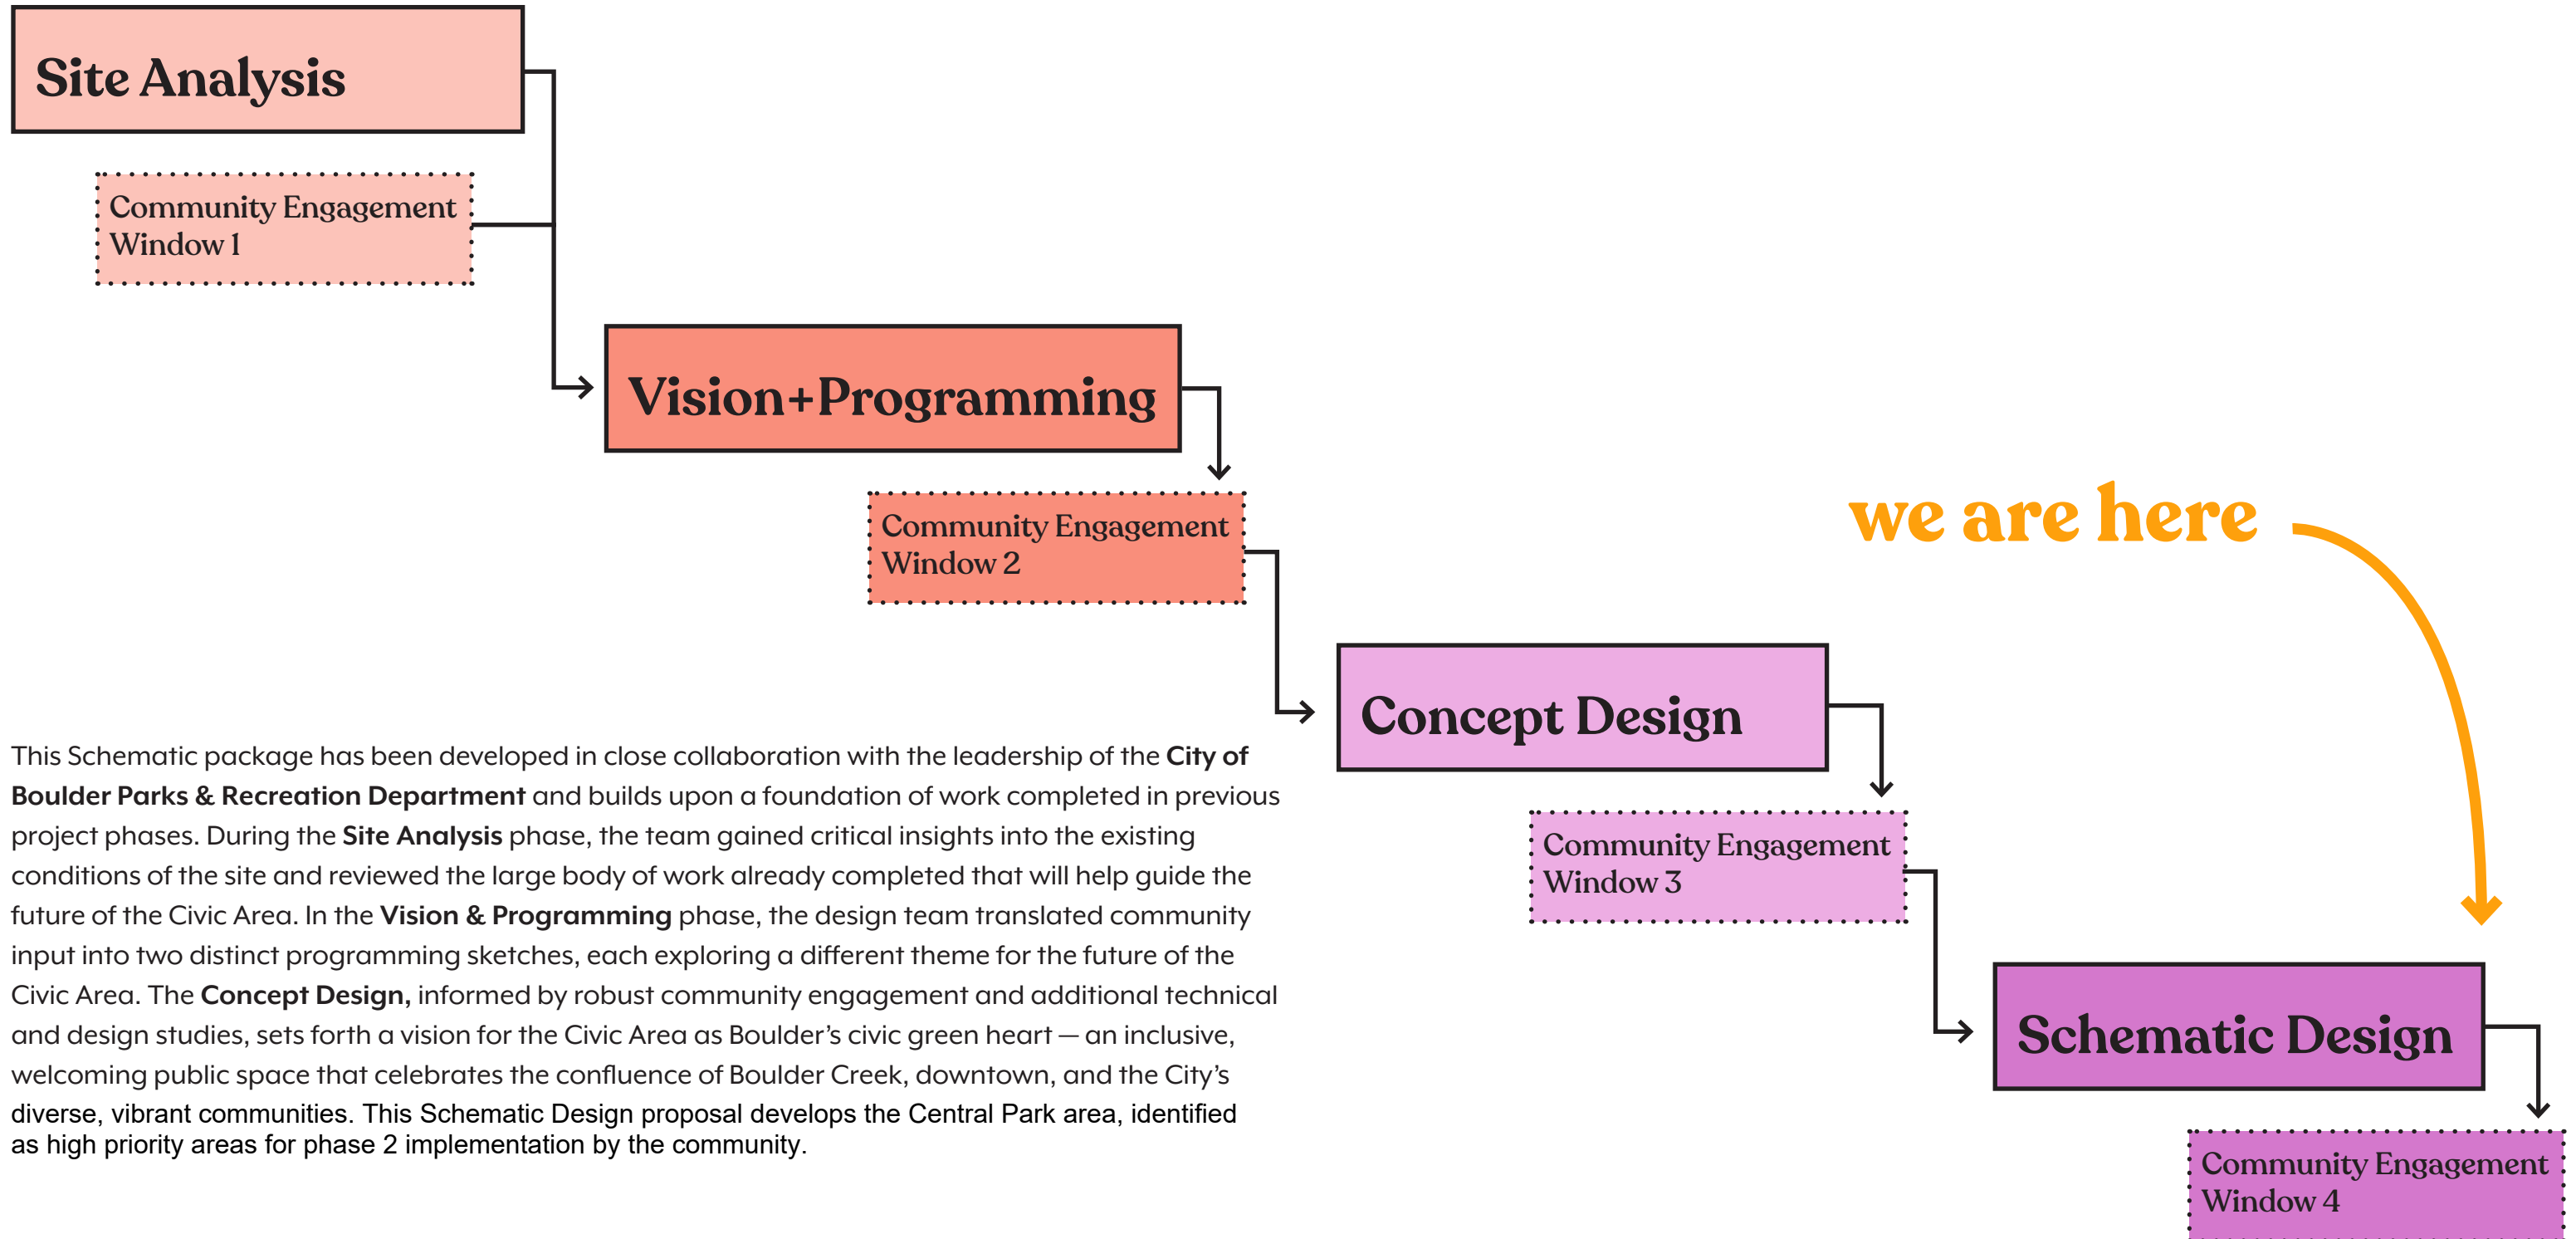 Site Analysis
Community Engagement
Window 1
Vision+Programming
Community Engagement
Window 2
we are here
Concept Design
Community Engagement
Window 3
Schematic Design
Community Engagement
Window 4
This Schematic package has been developed in close collaboration with the leadership of the City of
Boulder Parks & Recreation Department and builds upon a foundation of work completed in previous
project phases. During the Site Analysis phase, the team gained critical insights into the existing
conditions of the site and reviewed the large body of work already completed that will help guide the
future of the Civic Area. In the Vision & Programming phase, the design team translated community
input into two distinct programming sketches, each exploring a different theme for the future of the
Civic Area. The Concept Design, informed by robust community engagement and additional technical
and design studies, sets forth a vision for the Civic Area as Boulder’s civic green heart — an inclusive,
welcoming public space that celebrates the confluence of Boulder Creek, downtown, and the City’s
diverse, vibrant communities. This Schematic Design proposal develops the Central Park area, identified
as high priority areas for phase 2 implementation by the community.